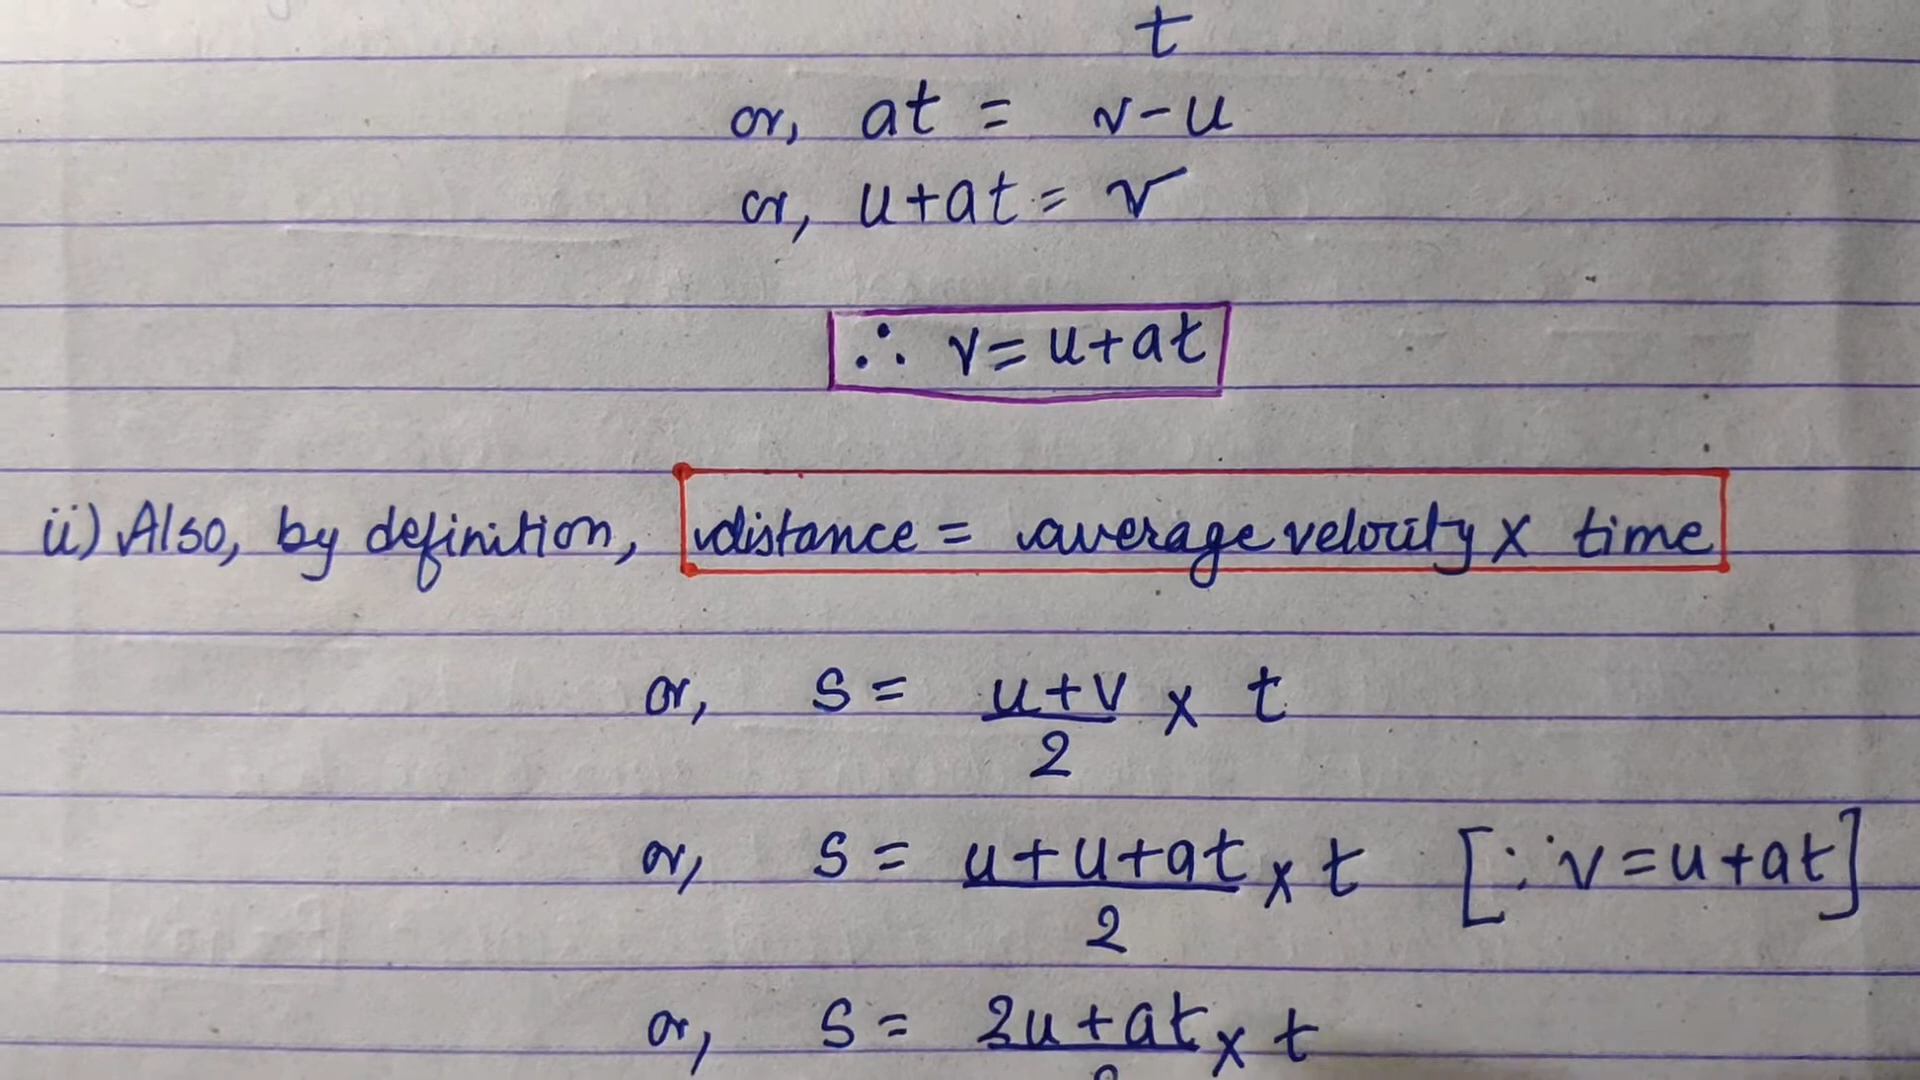 t
or, at = v-u
or, u+at = v
∴ v = u+at
ii) Also, by definition, distance = average velocity x time
or, s = u+v x t
2
or, s = u+u+at x t [∵ v = u+at]
2
or, s = 2u+at x t